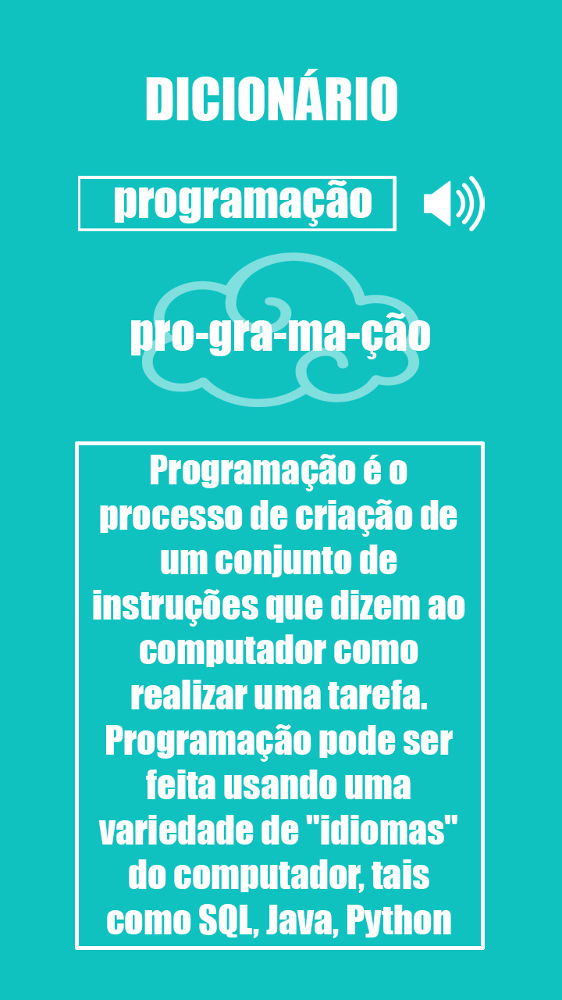 DICIONÁRIO
programação
pro-gra-ma-ção
Programação é o
processo de criação de
um conjunto de
instruções que dizem ao
computador como
realizar uma tarefa.
Programação pode ser
feita usando uma
variedade de "idiomas"
do computador, tais
como SQL, Java, Python